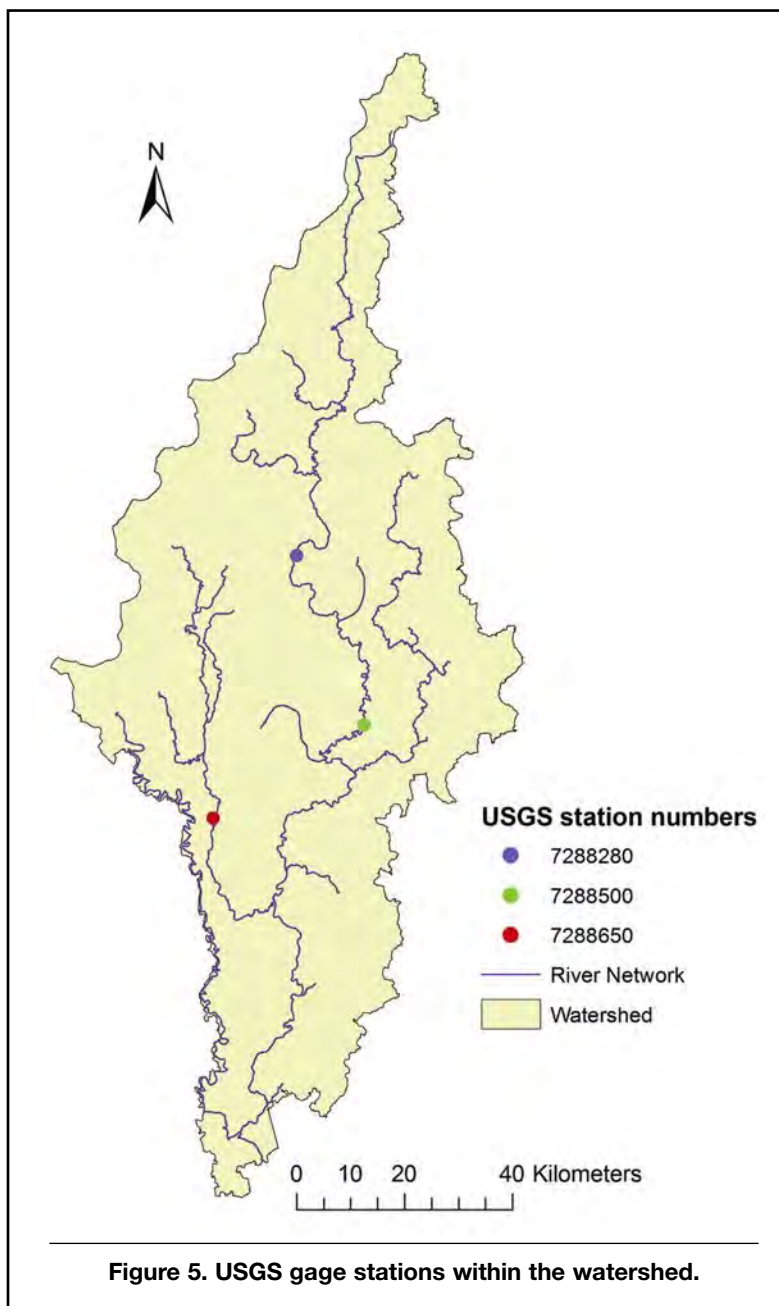 N
USGS station numbers
7288280
7288500
7288650
River Network
Watershed
0 10 20 40 Kilometers
Figure 5. USGS gage stations within the watershed.